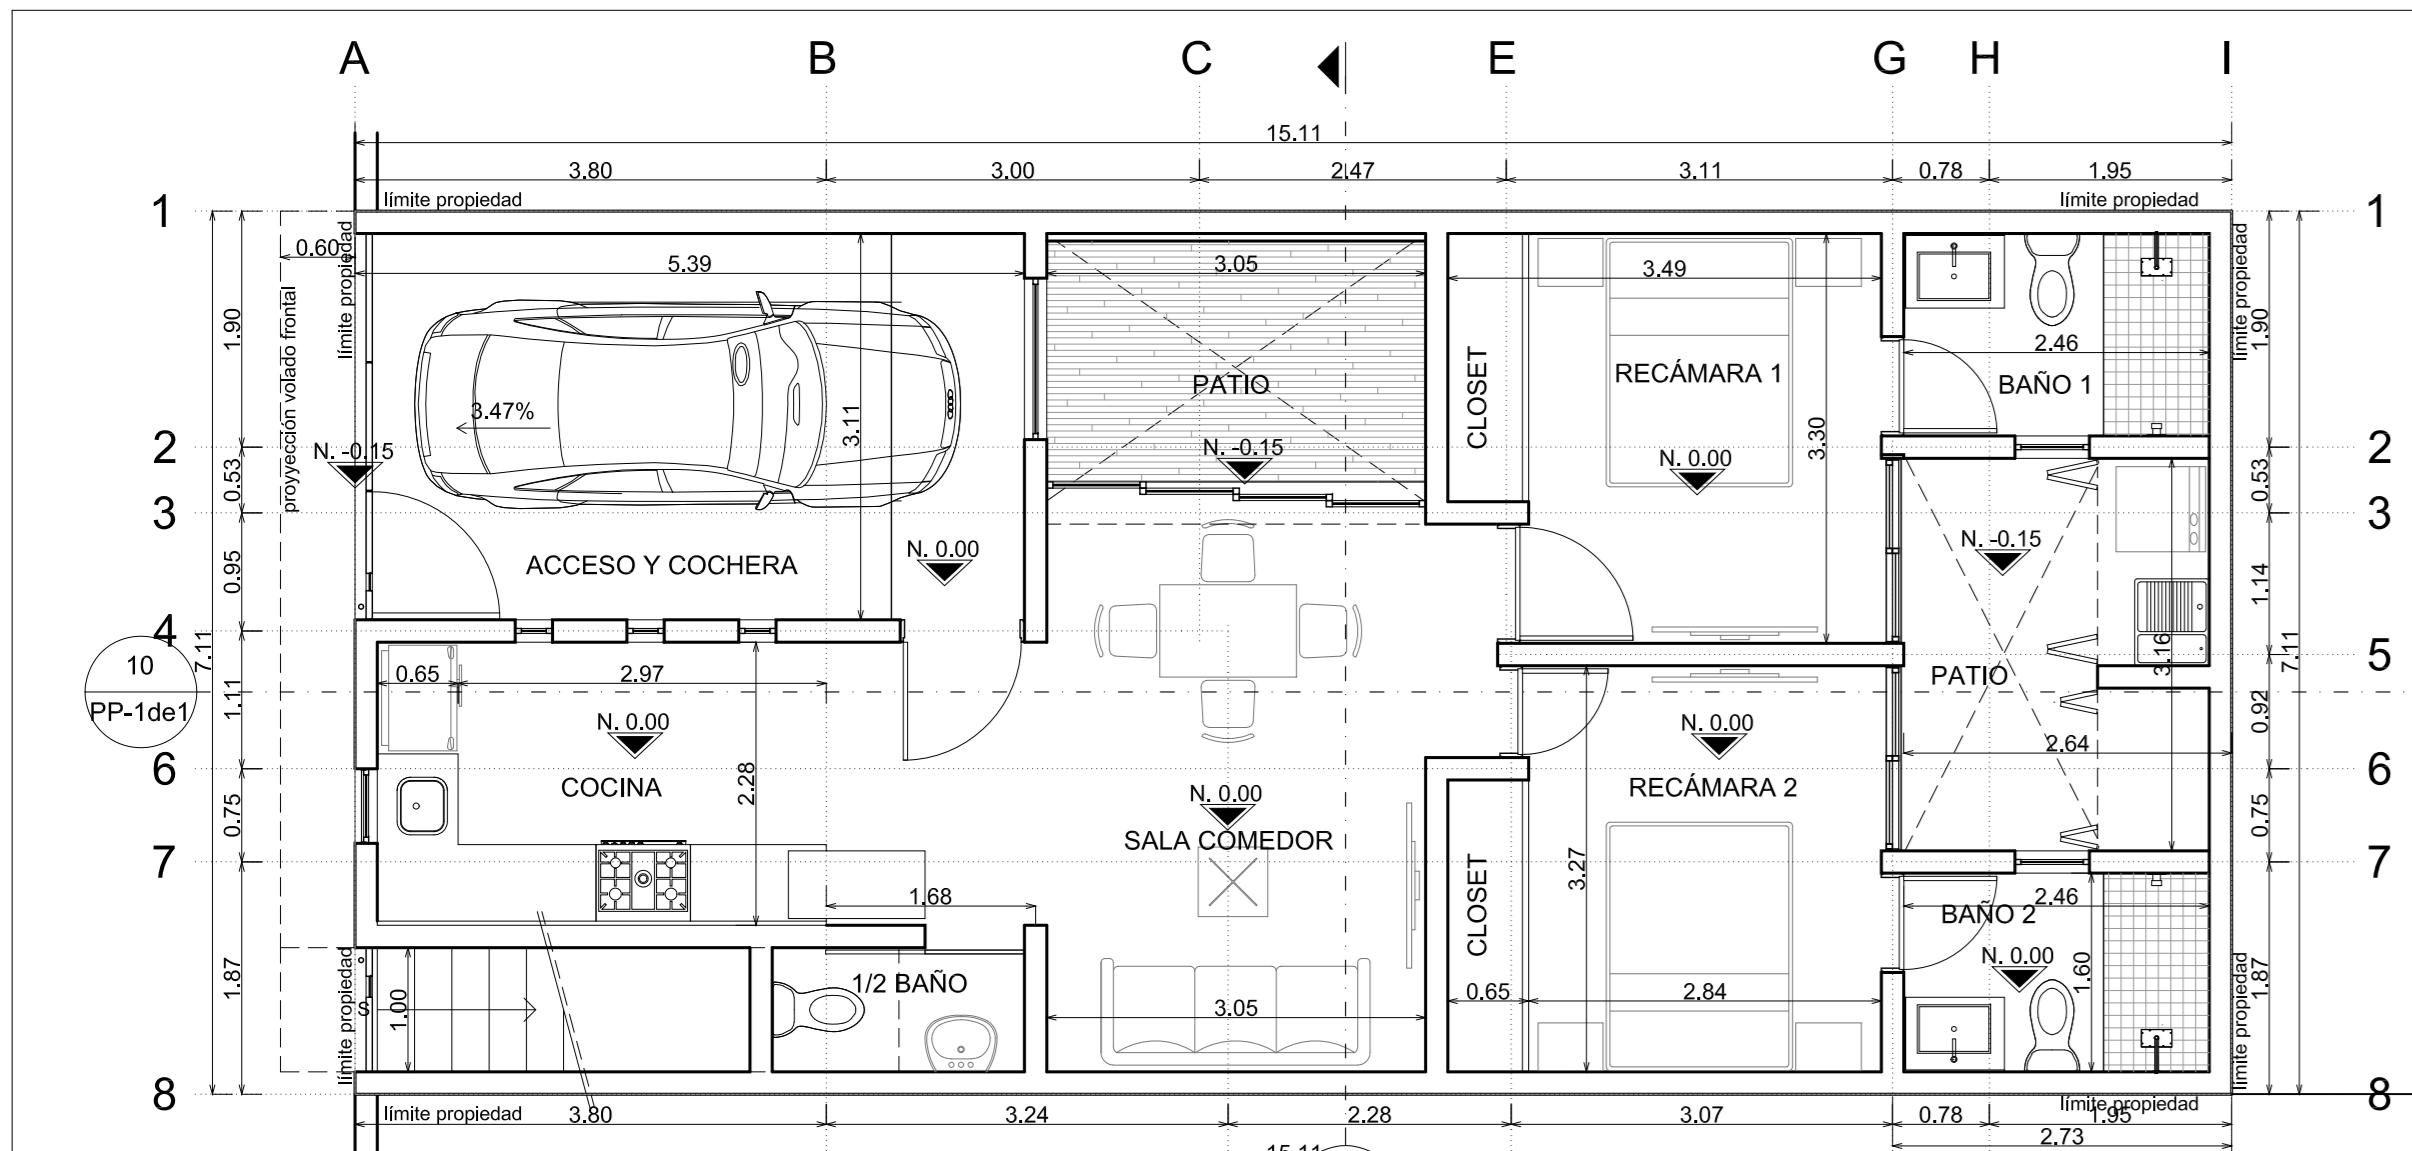 A B C E G H I
15.11
3.80 3.00 2.47 3.11 0.78 1.95
límite propiedad límite propiedad
1 1
0.60 límite propiedad límite propiedad
5.39 3.05 3.49
proyección volado frontal
1.90 1.90
2.46
CLOSET RECÁMARA 1 BAÑO 1
PATIO
3.47%
3.11 3.30
2 2
N. -0.15 N. -0.15 N. 0.00
0.53 0.53
3 3
N. 0.00 N. -0.15
ACCESO Y COCHERA
0.95 1.14
4 5
7.11 7.11
10
PP-1de1
0.65 2.97
3.16
PATIO
1.11 0.92
N. 0.00 N. 0.00
2.64
6 6
COCINA 2.28 RECÁMARA 2
N. 0.00
SALA COMEDOR
0.75 0.75
7 7
3.27
1.68 2.46
CLOSET BAÑO 2
N. 0.00
1/2 BAÑO
1.87 1.87
límite propiedad límite propiedad
S 1.00 3.05 0.65 2.84 1.60
8 8
límite propiedad límite propiedad
3.80 3.24 2.28 3.07 0.78 1.95
2.73
15.11